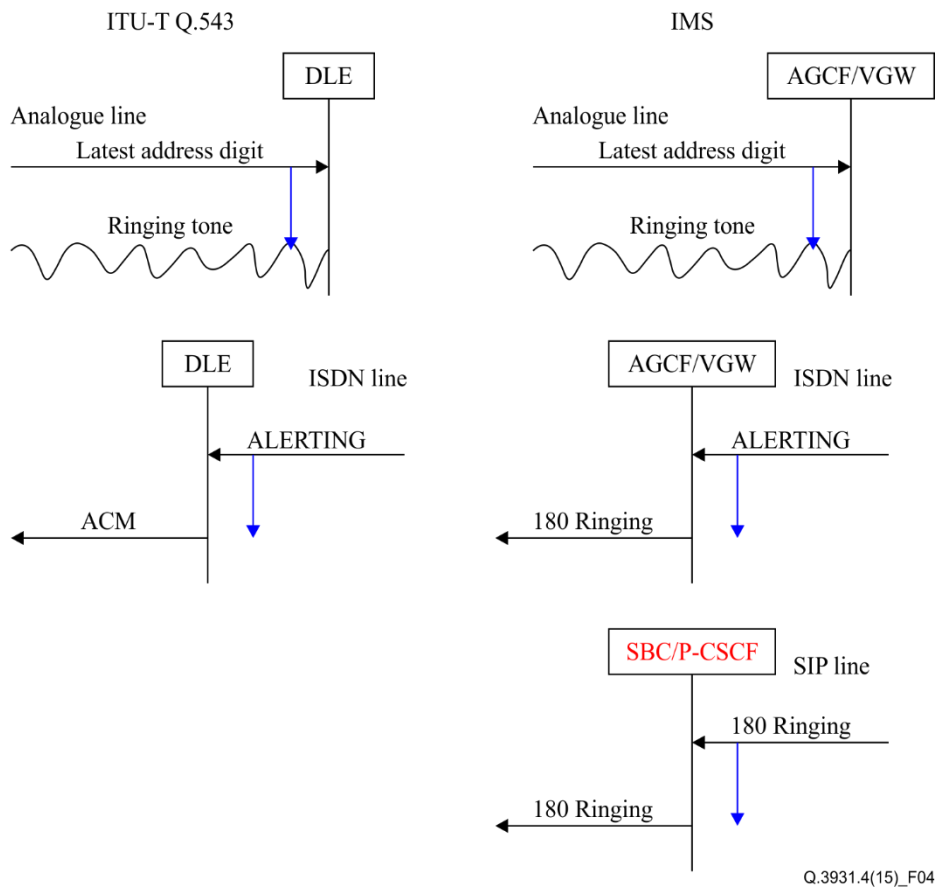 ITU-T Q.543
IMS
DLE
AGCF/VGW
Analogue line
Analogue line
Latest address digit
Latest address digit
Ringing tone
Ringing tone
DLE
AGCF/VGW
ISDN line
ISDN line
ALERTING
ALERTING
ACM
180 Ringing
SBC/P-CSCF
SIP line
180 Ringing
180 Ringing
Q.3931.4(15)_F04